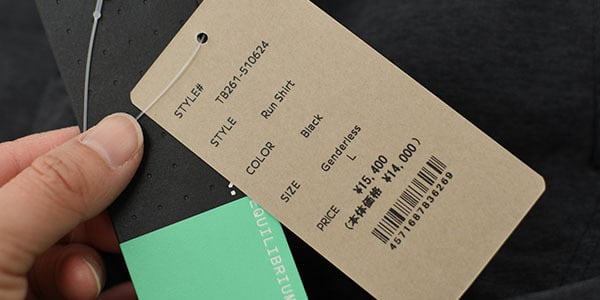 STYLE# TB261-510624
STYLE Run Shirt
COLOR Black
SIZE Genderless
L
PRICE ¥15,400
(本体価格 ¥14,000)
4571687836269
EQUILIBRIUM